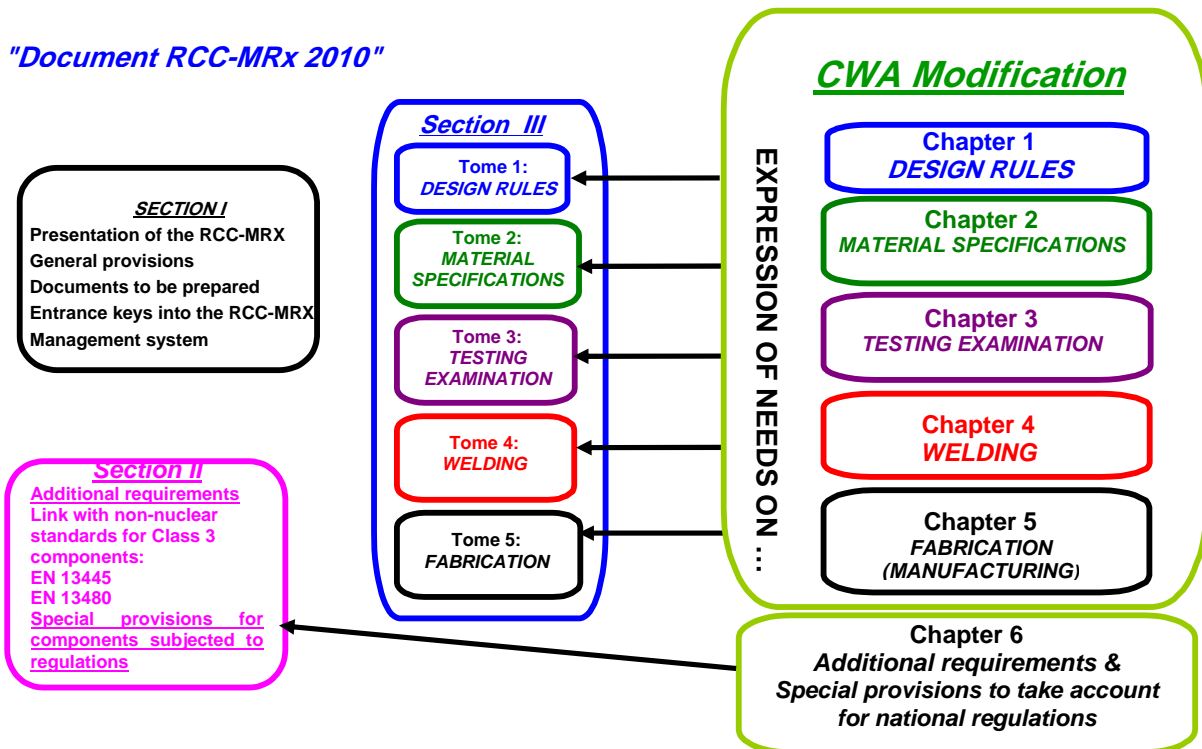 "Document RCC-MRx 2010"
SECTION I
Presentation of the RCC-MRX
General provisions
Documents to be prepared
Entrance keys into the RCC-MRX
Management system
Section II
Additional requirements
Link with non-nuclear
standards for Class 3
components:
EN 13445
EN 13480
Special provisions for
components subjected to
regulations
Section III
Tome 1:
DESIGN RULES
Tome 2:
MATERIAL
SPECIFICATIONS
Tome 3:
TESTING
EXAMINATION
Tome 4:
WELDING
Tome 5:
FABRICATION
EXPRESSION OF NEEDS ON ...
CWA Modification
Chapter 1
DESIGN RULES
Chapter 2
MATERIAL SPECIFICATIONS
Chapter 3
TESTING EXAMINATION
Chapter 4
WELDING
Chapter 5
FABRICATION
(MANUFACTURING)
Chapter 6
Additional requirements &
Special provisions to take account
for national regulations